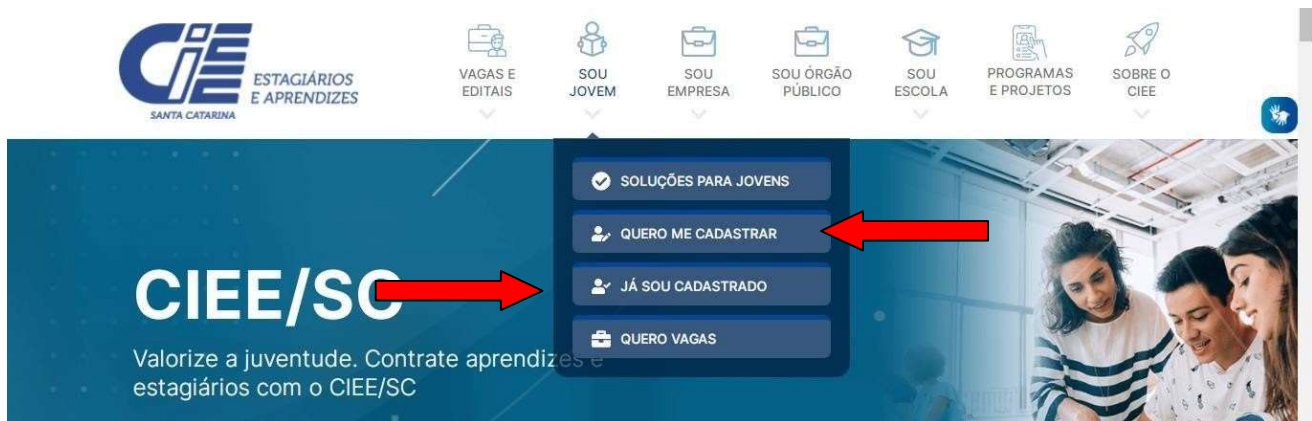 CIEE
ESTAGIÁRIOS
E APRENDIZES
SANTA CATARINA
VAGAS E
EDITAIS
SOU
JOVEM
SOU
EMPRESA
SOU ÓRGÃO
PÚBLICO
SOU
ESCOLA
PROGRAMAS
E PROJETOS
SOBRE O
CIEE
SOLUÇÕES PARA JOVENS
QUERO ME CADASTRAR
JÁ SOU CADASTRADO
QUERO VAGAS
CIEE/SC
Valorize a juventude. Contrate aprendizes e
estagiários com o CIEE/SC